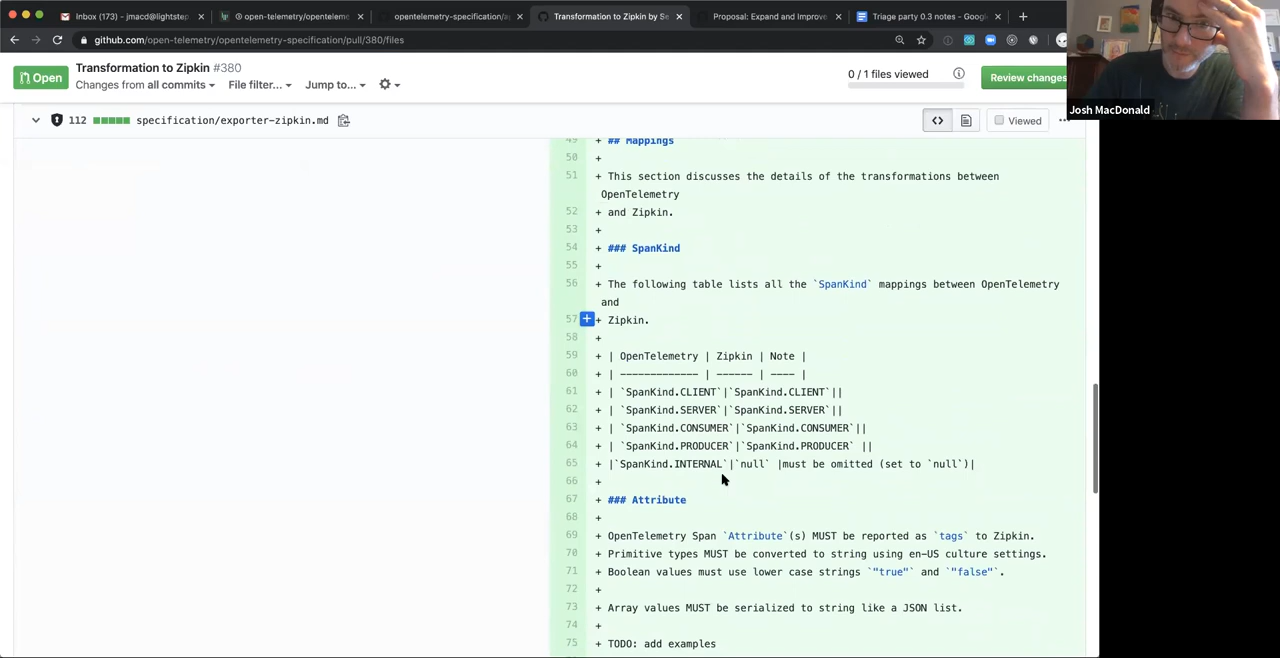 Inbox (173) - jmacd@lightstep
open-telemetry/opentelemc
opentelemetry-specification/a
Transformation to Zipkin by Se
Proposal: Expand and Improve
Triage party 0.3 notes - Googl
github.com/open-telemetry/opentelemetry-specification/pull/380/files
Open
Transformation to Zipkin #380
Changes from all commits
File filter...
Jump to...
0 / 1 files viewed
Review changes
Josh MacDonald
112
specification/exporter-zipkin.md
Viewed
49 + ## Mappings
50 +
51 + This section discusses the details of the transformations between
OpenTelemetry
52 + and Zipkin.
53 +
54 + ### SpanKind
55 +
56 + The following table lists all the `SpanKind` mappings between OpenTelemetry
and
57 + Zipkin.
58 +
59 + | OpenTelemetry | Zipkin | Note |
60 + | ------------- | ------ | ---- |
61 + | `SpanKind.CLIENT`|`SpanKind.CLIENT`||
62 + | `SpanKind.SERVER`|`SpanKind.SERVER`||
63 + | `SpanKind.CONSUMER`|`SpanKind.CONSUMER`||
64 + | `SpanKind.PRODUCER`|`SpanKind.PRODUCER` ||
65 + |`SpanKind.INTERNAL`|`null` |must be omitted (set to `null`)|
66 +
67 + ### Attribute
68 +
69 + OpenTelemetry Span `Attribute`(s) MUST be reported as `tags` to Zipkin.
70 + Primitive types MUST be converted to string using en-US culture settings.
71 + Boolean values must use lower case strings `"true"` and `"false"`.
72 +
73 + Array values MUST be serialized to string like a JSON list.
74 +
75 + TODO: add examples